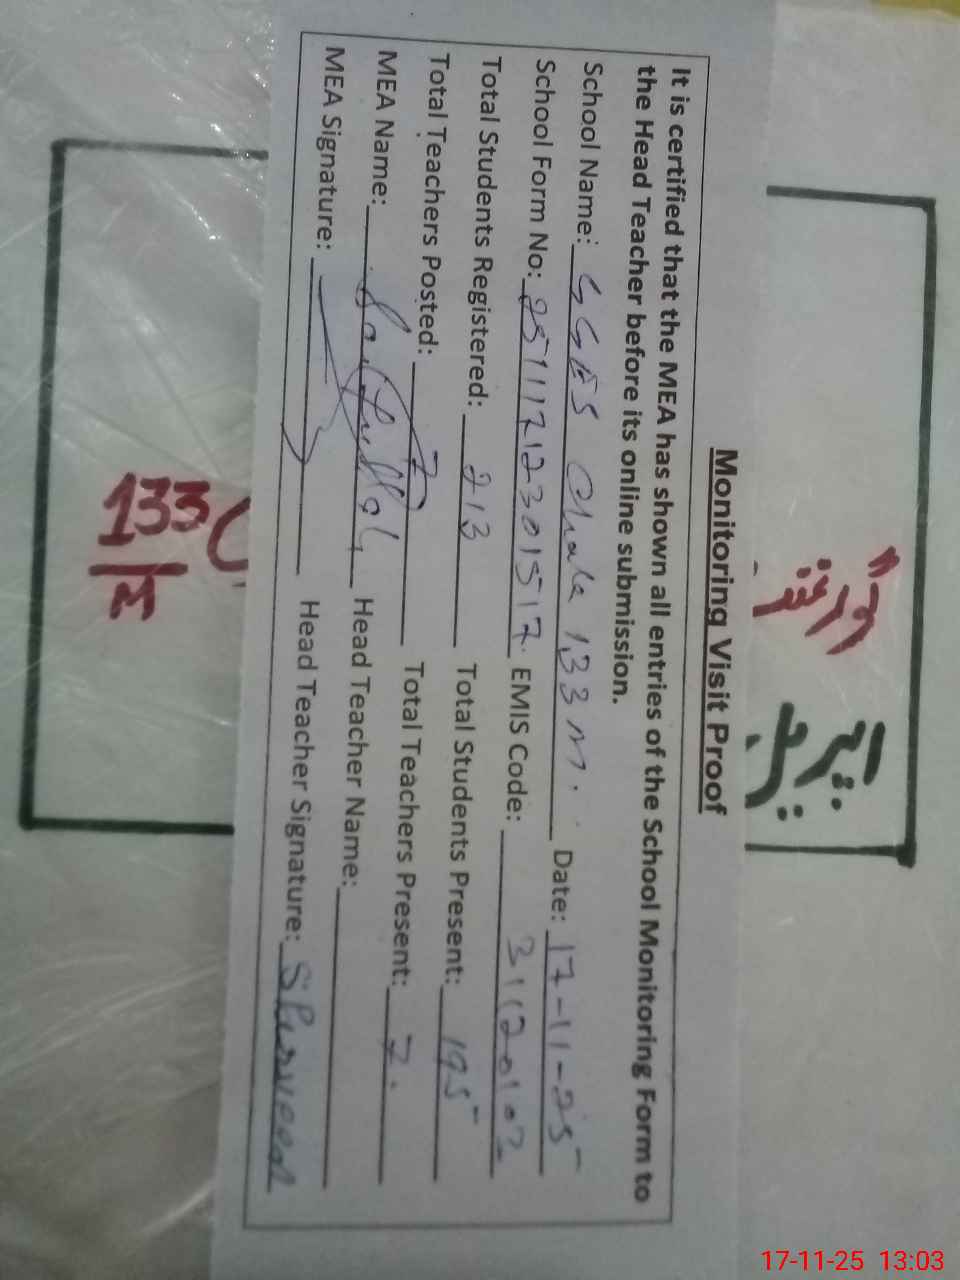 Monitoring Visit Proof
It is certified that the MEA has shown all entries of the School Monitoring Form to
the Head Teacher before its online submission.
School Name: GGES Chak 133 M. Date: 17-11-25
School Form No: EMIS Code: 31120102
Total Students Registered: 213 Total Students Present: 195
Total Teachers Posted: 7 Total Teachers Present: 7.
MEA Name: Head Teacher Name:
MEA Signature: Head Teacher Signature:
133
17-11-25 13:03